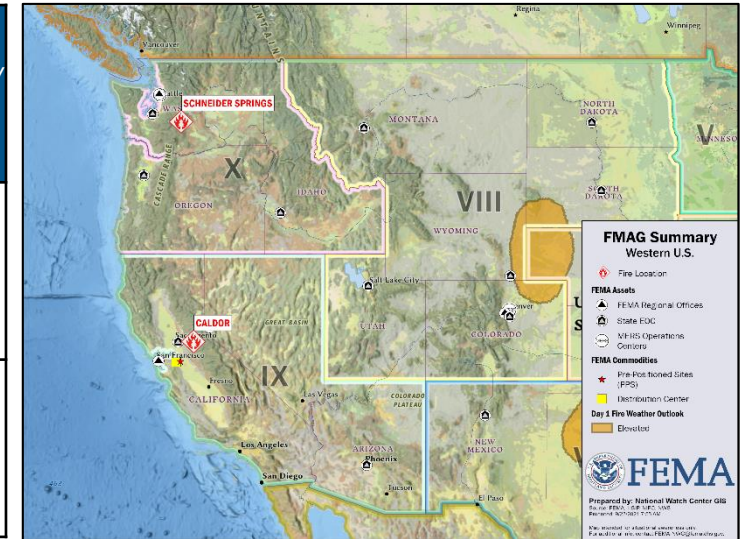 Regina
Winnipeg
Vancouver
SCHNEIDER SPRINGS
MONTANA
NORTH
DAKOTA
V
X
CASCADE RANGE
OREGON
IDAHO
VIII
WYOMING
FMAG Summary
Western U.S.
Fire Location
FEMA Assets
FEMA Regional Offices
State EOC
MERS Operations
Centers
FEMA Commodities
Pre-Positioned Sites
(PPS)
Distribution Center
Day 1 Fire Weather Outlook
Elevated
FEMA
Prepared by: National Watch Center GIS
Salt Lake City
UTAH
COLORADO
GREAT BASIN
CALDOR
San Francisco
IX
Fresno
CALIFORNIA
Las Vegas
COLORADO
PLATEAU
Los Angeles
ARIZONA
Phoenix
NEW
MEXICO
San Diego
Tucson
El Paso